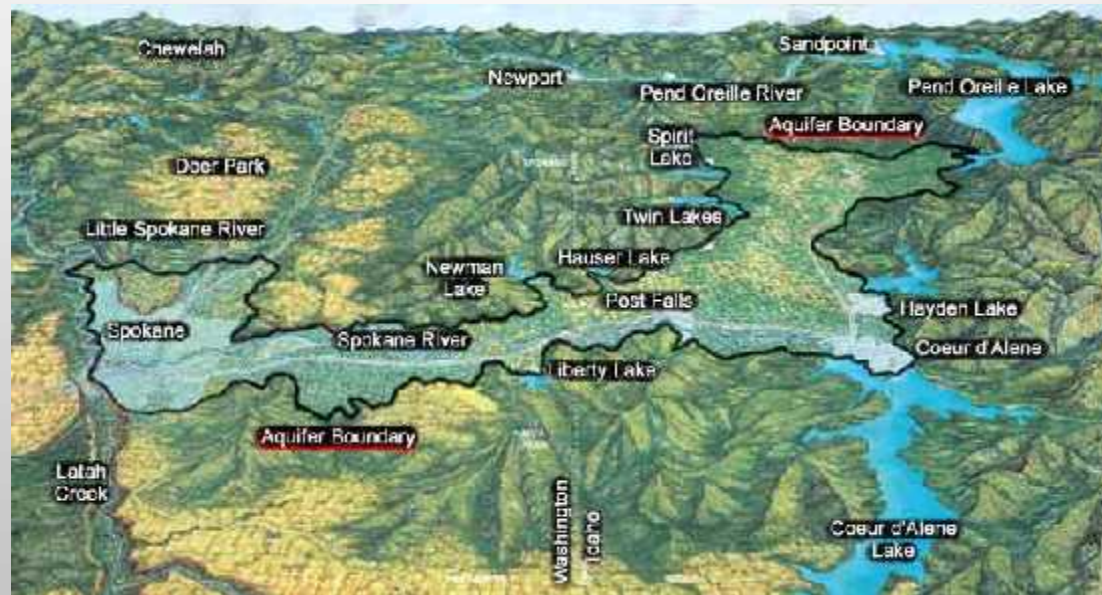 Chewelah
Sandpoint
Newport
Pend Oreille River
Pend Oreille Lake
Aquifer Boundary
Spirit
Lake
Deer Park
Twin Lakes
Little Spokane River
Hauser Lake
Newman
Lake
Post Falls
Hayden Lake
Spokane
Spokane River
Coeur d'Alene
Liberty Lake
Aquifer Boundary
Latah
Creek
Washington
Idaho
Coeur d'Alene
Lake